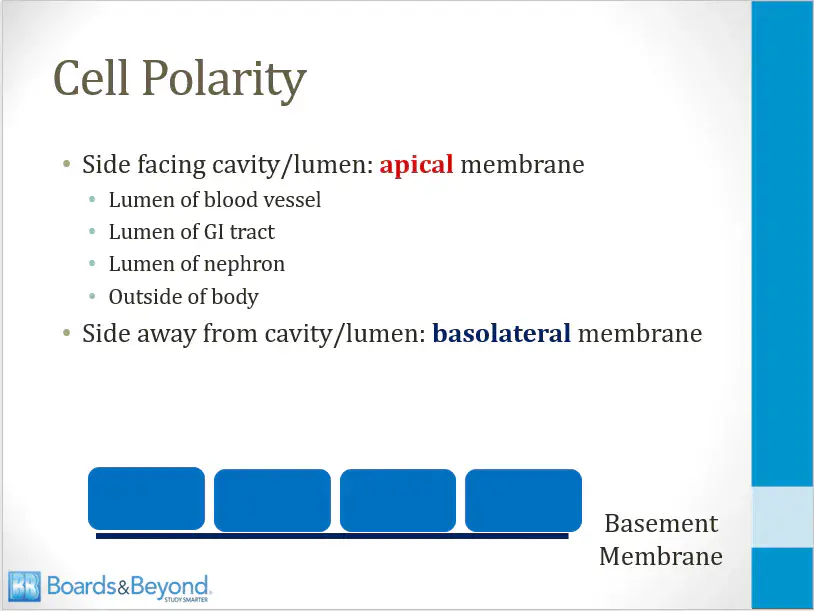 Cell Polarity
• Side facing cavity/lumen: apical membrane
• Lumen of blood vessel
• Lumen of GI tract
• Lumen of nephron
• Outside of body
• Side away from cavity/lumen: basolateral membrane
Basement
Membrane
BB Boards&Beyond.
STUDY SMARTER